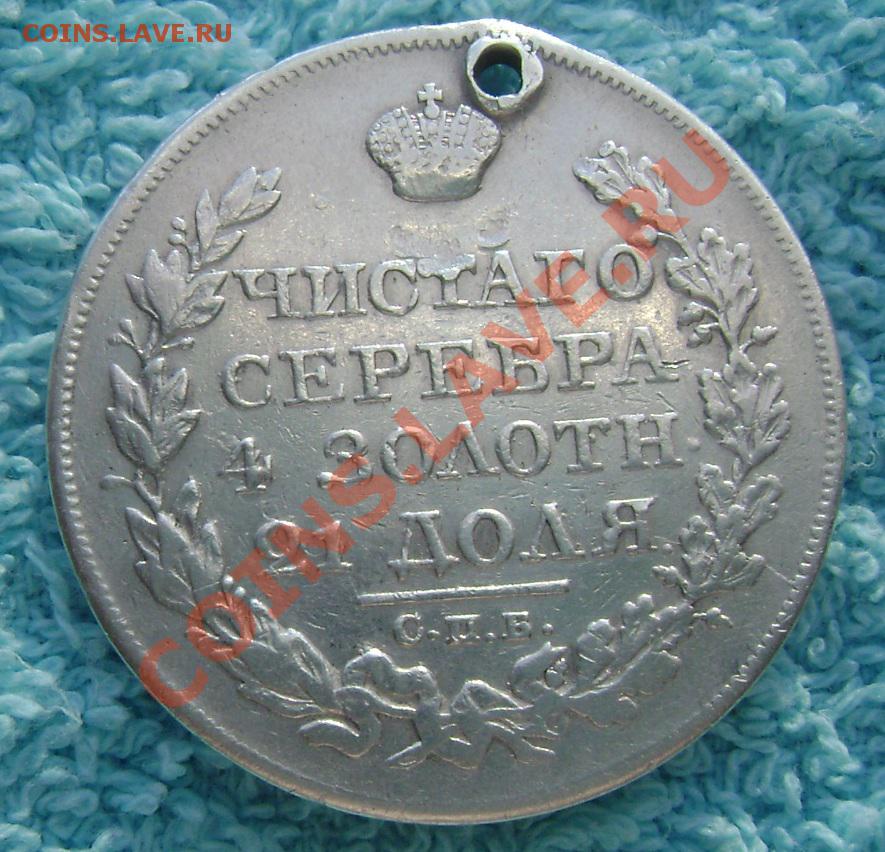 COINS.LAVE.RU
ЧИСТАГО
СЕРЕБРА
4 ЗОЛОТН.
21 ДОЛЯ.
С.П.Б.
COINS.LAVE.RU